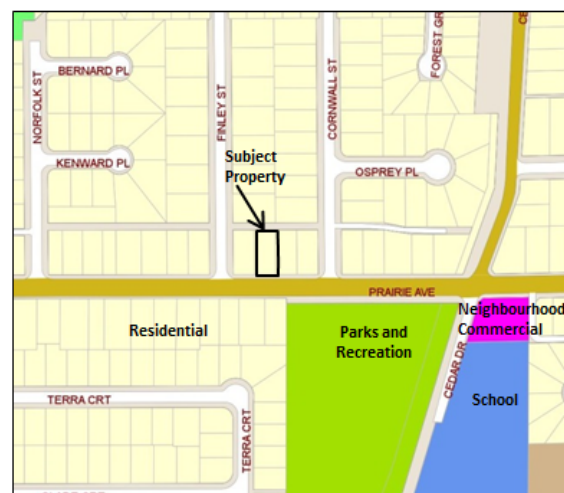 BERNARD PL
NORFOLK ST
FINLEY ST
CORNWALL ST
FOREST GR
KENWARD PL
Subject
Property
OSPREY PL
PRAIRIE AVE
Residential
Parks and
Recreation
Neighbourhood
Commercial
CEDAR DR
School
TERRA CRT
TERRA CRT